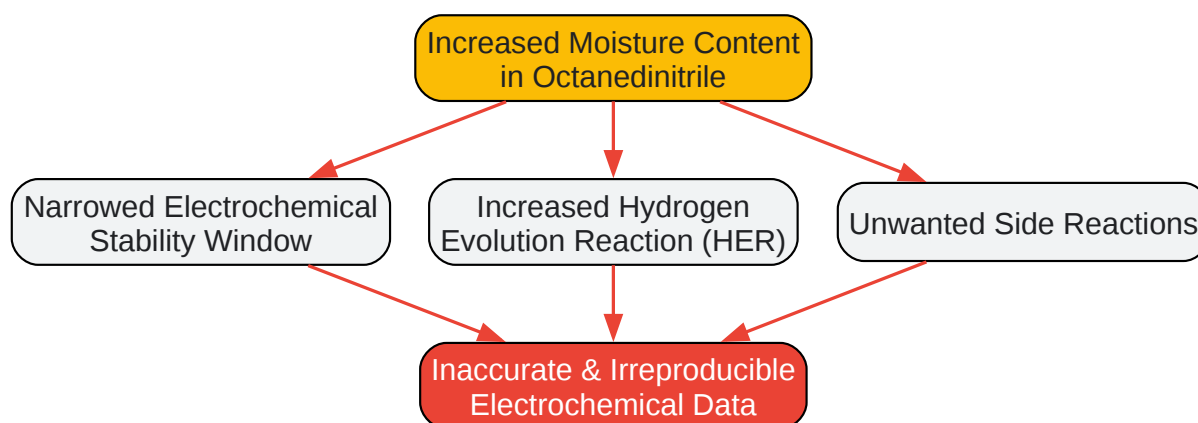 Increased Moisture Content
in Octanedinitrile
Narrowed Electrochemical
Stability Window
Increased Hydrogen
Evolution Reaction (HER)
Unwanted Side Reactions
Inaccurate & Irreproducible
Electrochemical Data